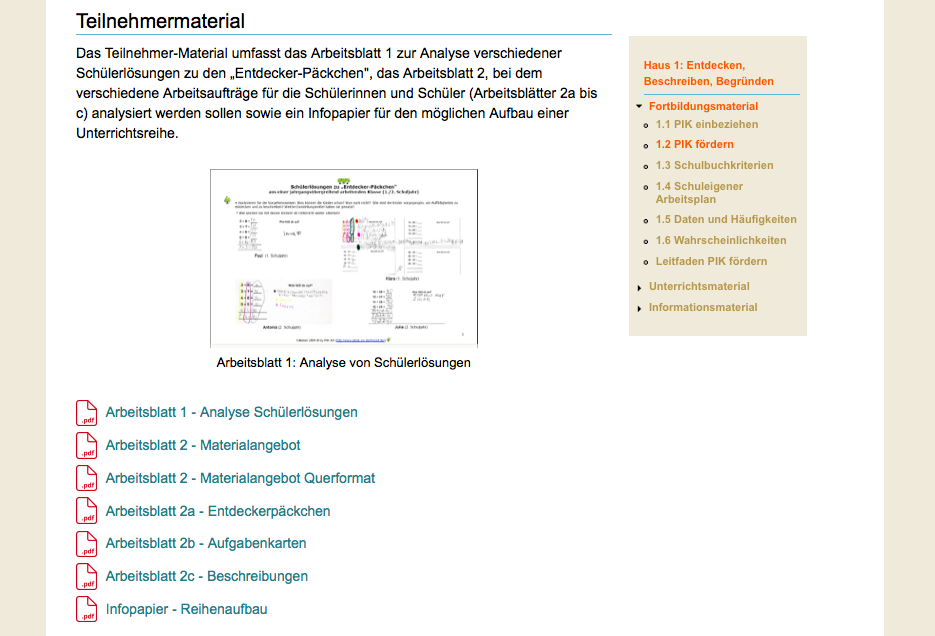 Teilnehmermaterial
Das Teilnehmer-Material umfasst das Arbeitsblatt 1 zur Analyse verschiedener
Schülerlösungen zu den „Entdecker-Päckchen", das Arbeitsblatt 2, bei dem
verschiedene Arbeitsaufträge für die Schülerinnen und Schüler (Arbeitsblätter 2a bis
c) analysiert werden sollen sowie ein Infopapier für den möglichen Aufbau einer
Unterrichtsreihe.
Schülerlösungen zu „Entdecker-Päckchen"
aus einer jahrgangsübergreifend arbeitenden Klasse (1./2. Schuljahr)
Paul (1. Schuljahr)
Klara (1. Schuljahr)
Antonia (2. Schuljahr)
Julia (2. Schuljahr)
Arbeitsblatt 1: Analyse von Schülerlösungen
.pdf Arbeitsblatt 1 - Analyse Schülerlösungen
.pdf Arbeitsblatt 2 - Materialangebot
.pdf Arbeitsblatt 2 - Materialangebot Querformat
.pdf Arbeitsblatt 2a - Entdeckerpäckchen
.pdf Arbeitsblatt 2b - Aufgabenkarten
.pdf Arbeitsblatt 2c - Beschreibungen
.pdf Infopapier - Reihenaufbau
Haus 1: Entdecken,
Beschreiben, Begründen
Fortbildungsmaterial
1.1 PIK einbeziehen
1.2 PIK fördern
1.3 Schulbuchkriterien
1.4 Schuleigener
Arbeitsplan
1.5 Daten und Häufigkeiten
1.6 Wahrscheinlichkeiten
Leitfaden PIK fördern
Unterrichtsmaterial
Informationsmaterial